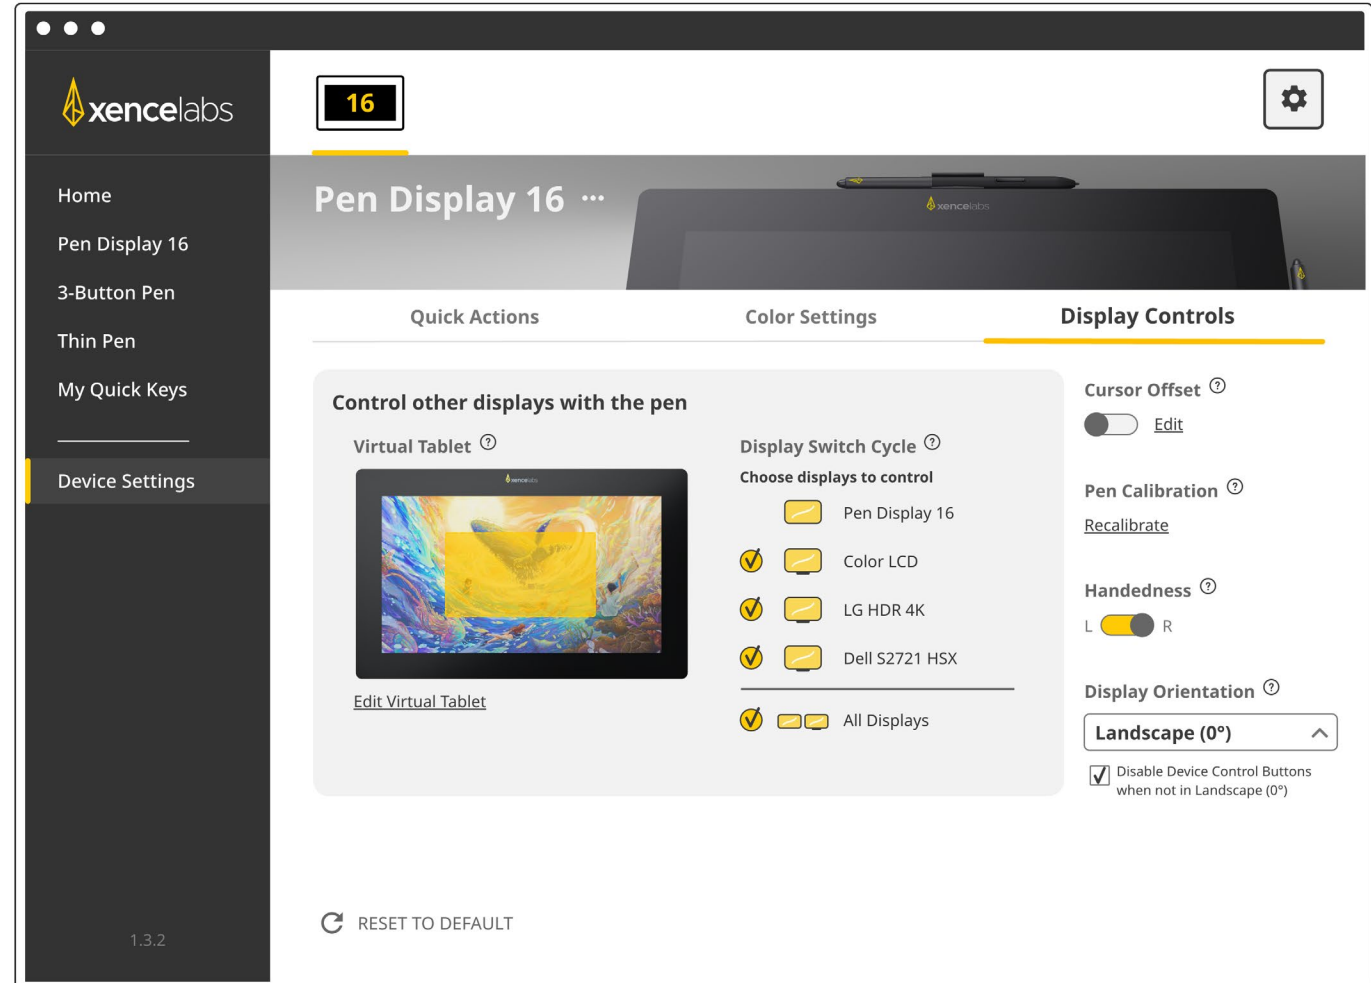 xencelabs
16
Home
Pen Display 16
3-Button Pen
Thin Pen
My Quick Keys
Device Settings
1.3.2
Pen Display 16 ···
xencelabs
Quick Actions
Color Settings
Display Controls
Control other displays with the pen
Virtual Tablet ?
xencelabs
Edit Virtual Tablet
Display Switch Cycle ?
Choose displays to control
Pen Display 16
Color LCD
LG HDR 4K
Dell S2721 HSX
All Displays
Cursor Offset ?
Edit
Pen Calibration ?
Recalibrate
Handedness ?
L R
Display Orientation ?
Landscape (0°)
Disable Device Control Buttons
when not in Landscape (0°)
RESET TO DEFAULT